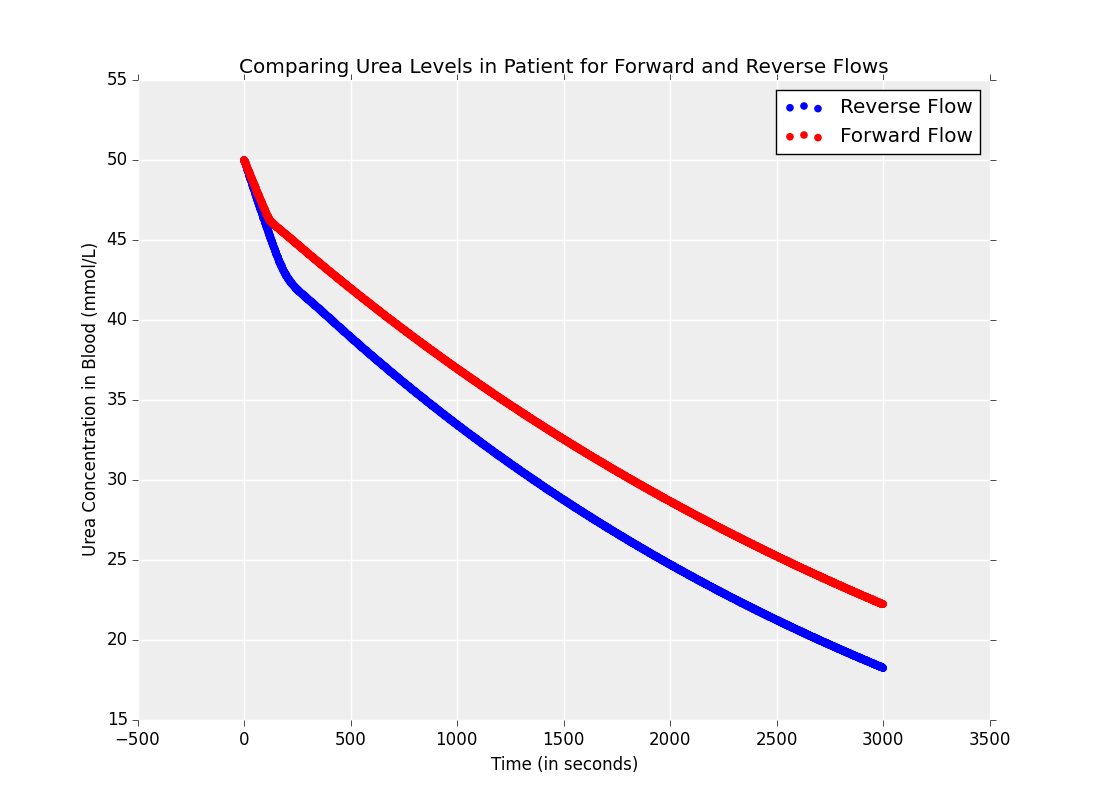 Comparing Urea Levels in Patient for Forward and Reverse Flows
55
Reverse Flow
Forward Flow
50
45
40
35
30
25
20
15
Urea Concentration in Blood (mmol/L)
−500 0 500 1000 1500 2000 2500 3000 3500
Time (in seconds)